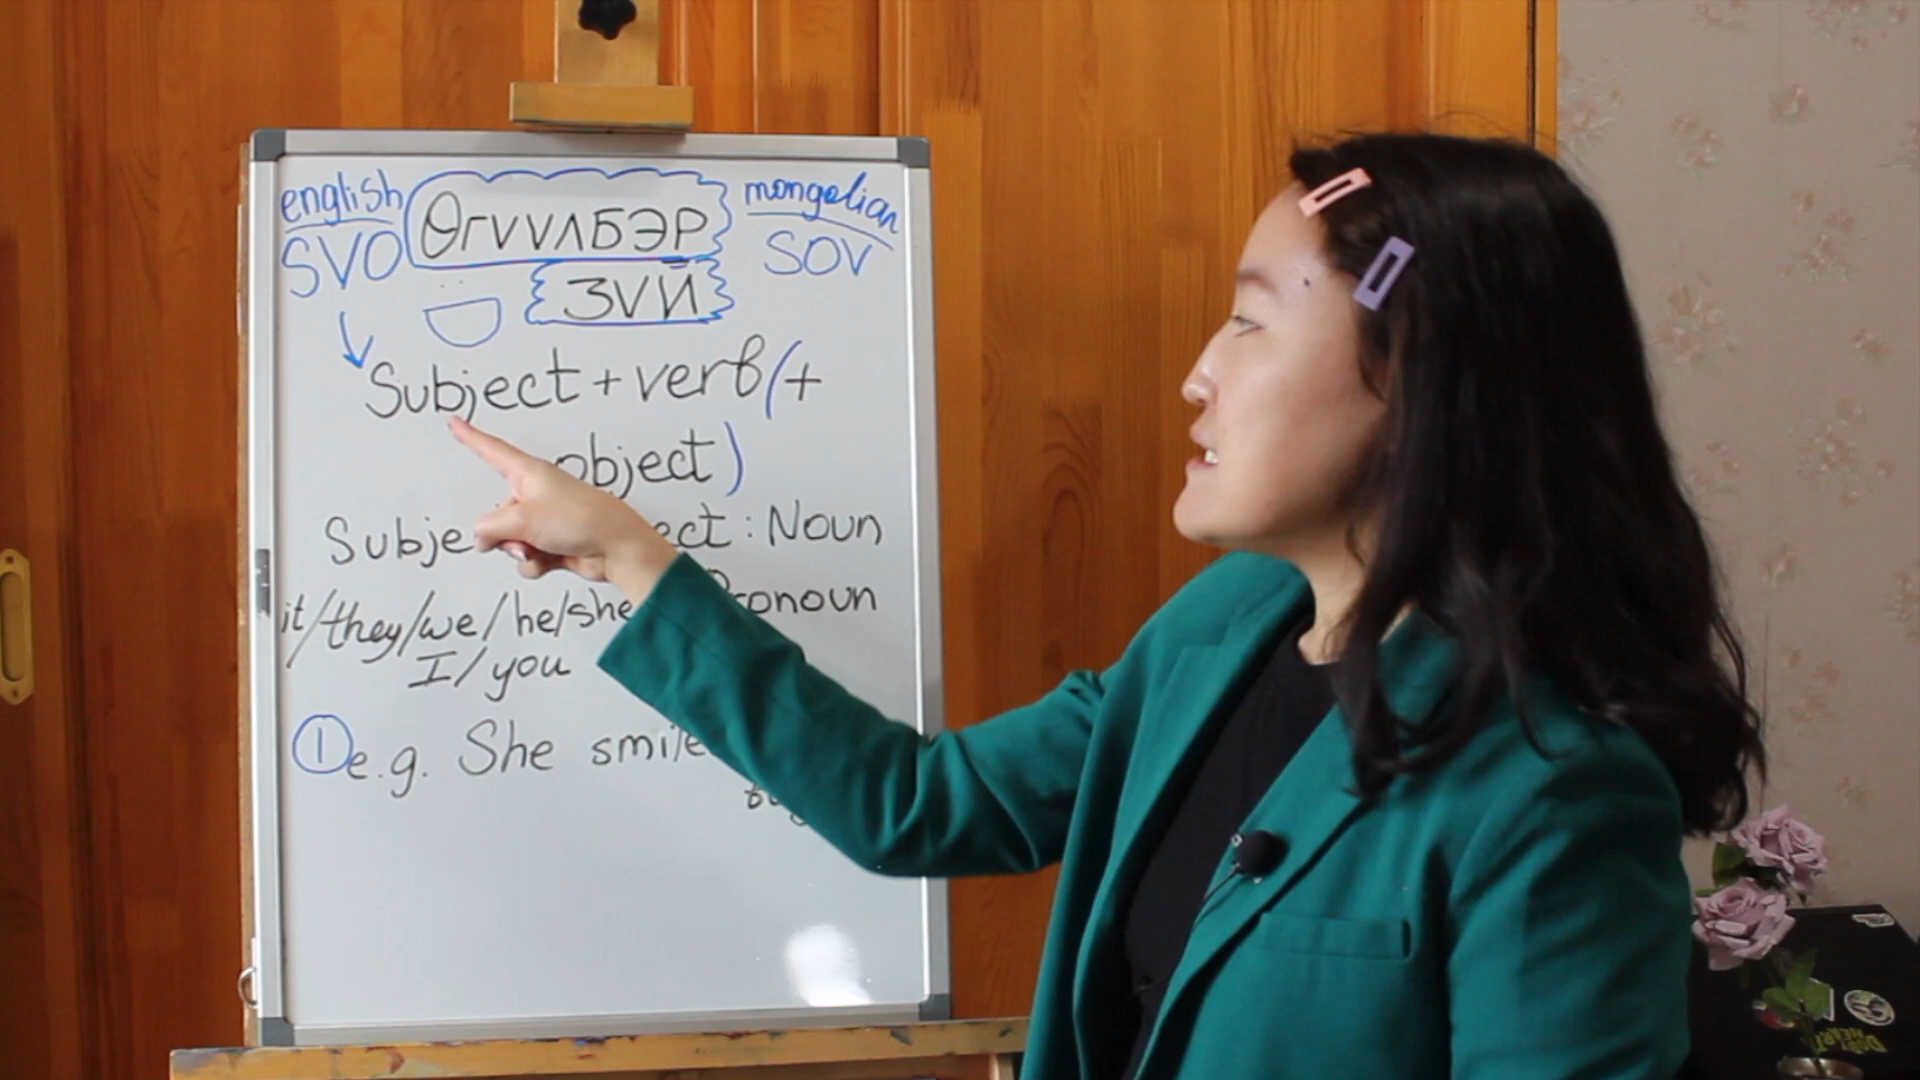 english
SVO
ӨГҮҮЛБЭР
ЗҮЙ
mongolian
SOV
Subject + verb (+
object)
Subje ect : Noun
it/they/we/he/she ronoun
I/you
① e.g. She smile